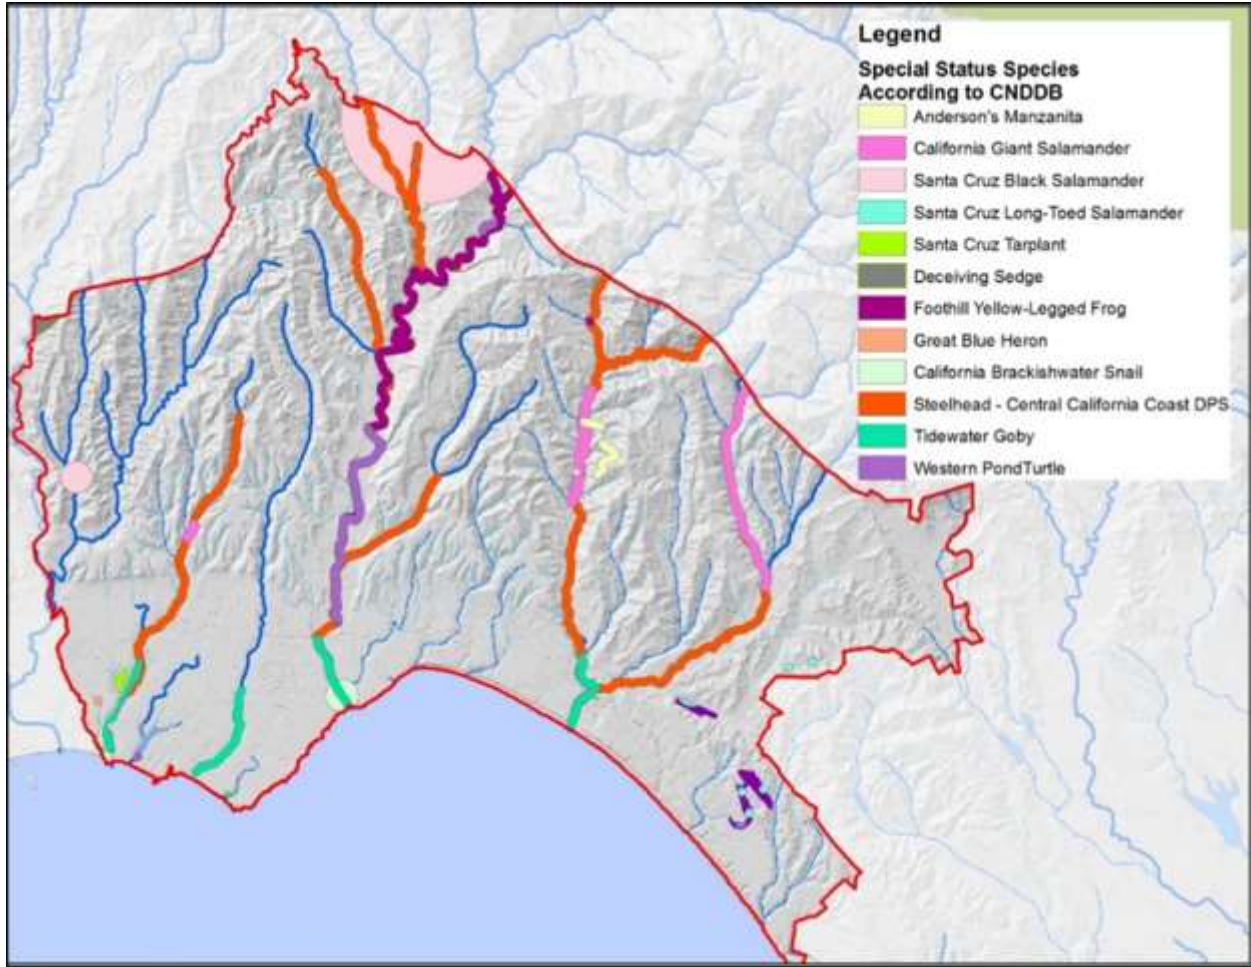 Legend
Special Status Species
According to CNDDB
Anderson's Manzanita
California Giant Salamander
Santa Cruz Black Salamander
Santa Cruz Long-Toed Salamander
Santa Cruz Tarplant
Deceiving Sedge
Foothill Yellow-Legged Frog
Great Blue Heron
California Brackishwater Snail
Steelhead - Central California Coast DPS
Tidewater Goby
Western PondTurtle